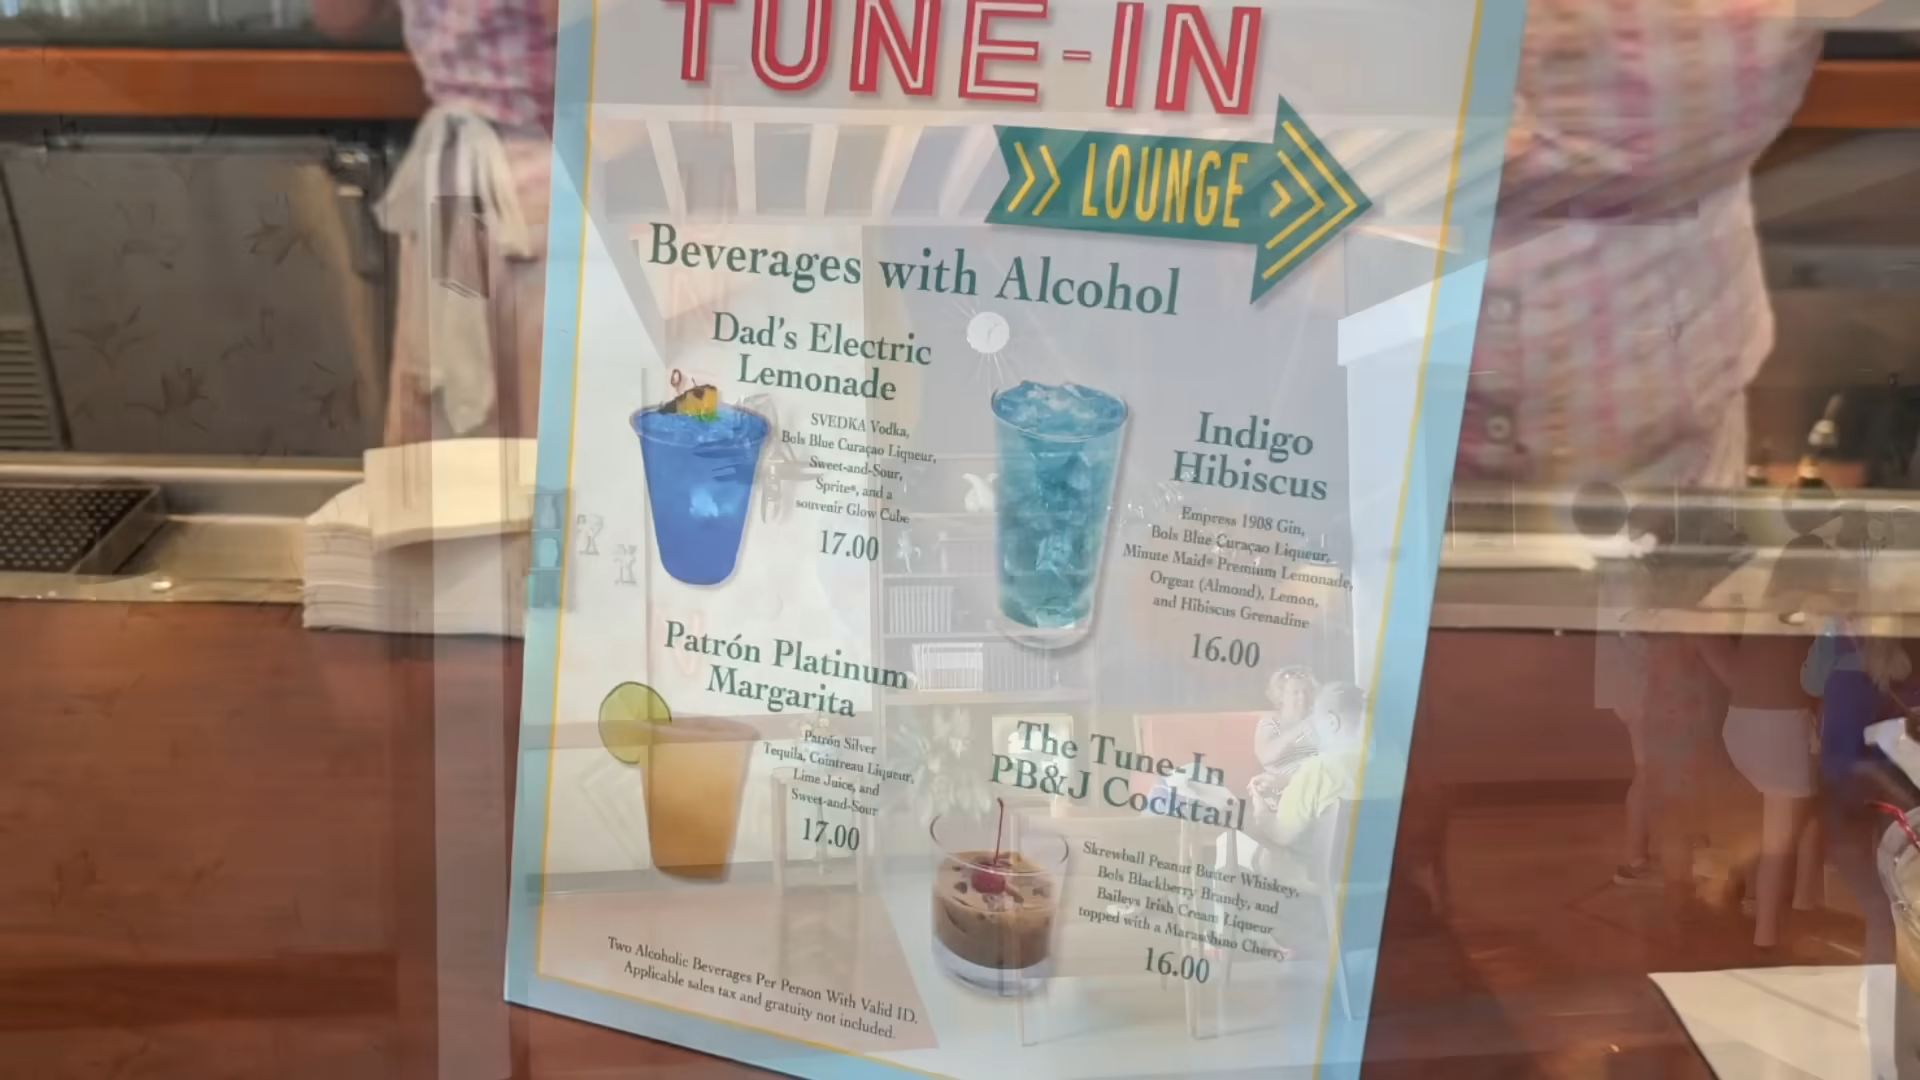 TUNE-IN
LOUNGE
Beverages with Alcohol
Dad's Electric
Lemonade
SVEDKA Vodka,
Bols Blue Curaçao Liqueur,
Sweet-and-Sour,
Sprite®, and a
souvenir Glow Cube
17.00
Indigo
Hibiscus
Empress 1908 Gin,
Bols Blue Curaçao Liqueur,
Minute Maid® Premium Lemonade,
Orgeat (Almond), Lemon,
and Hibiscus Grenadine
16.00
Patrón Platinum
Margarita
Patrón Silver
Tequila, Cointreau Liqueur,
Lime Juice, and
Sweet-and-Sour
17.00
The Tune-In
PB&J Cocktail
Skrewball Peanut Butter Whiskey,
Bols Blackberry Brandy, and
Baileys Irish Cream Liqueur
topped with a Maraschino Cherry
16.00
Two Alcoholic Beverages Per Person With Valid ID.
Applicable sales tax and gratuity not included.